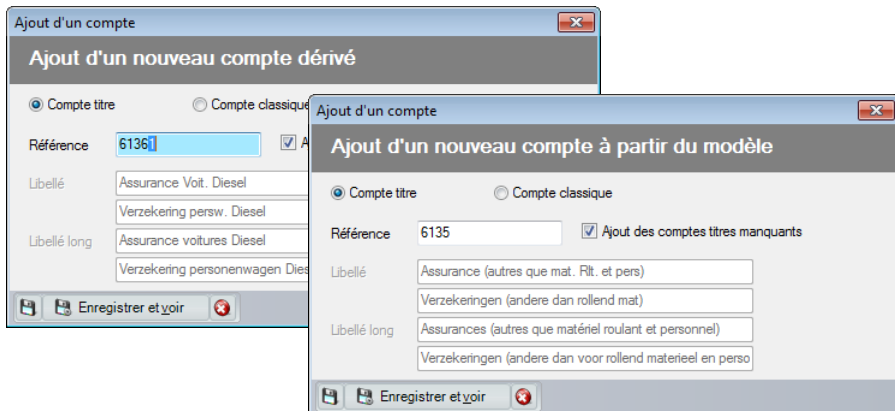 Ajout d'un compte
Ajout d'un nouveau compte dérivé
Compte titre Compte classique
Référence 61361
Libellé Assurance Voit. Diesel
Verzekering persw. Diesel
Libellé long Assurance voitures Diesel
Verzekering personenwagen Dies
Enregistrer et voir
Ajout d'un compte
Ajout d'un nouveau compte à partir du modèle
Compte titre Compte classique
Référence 6135 Ajout des comptes titres manquants
Libellé Assurance (autres que mat. Rlt. et pers)
Verzekeringen (andere dan rollend mat)
Libellé long Assurances (autres que matériel roulant et personnel)
Verzekeringen (andere dan voor rollend materieel en perso
Enregistrer et voir